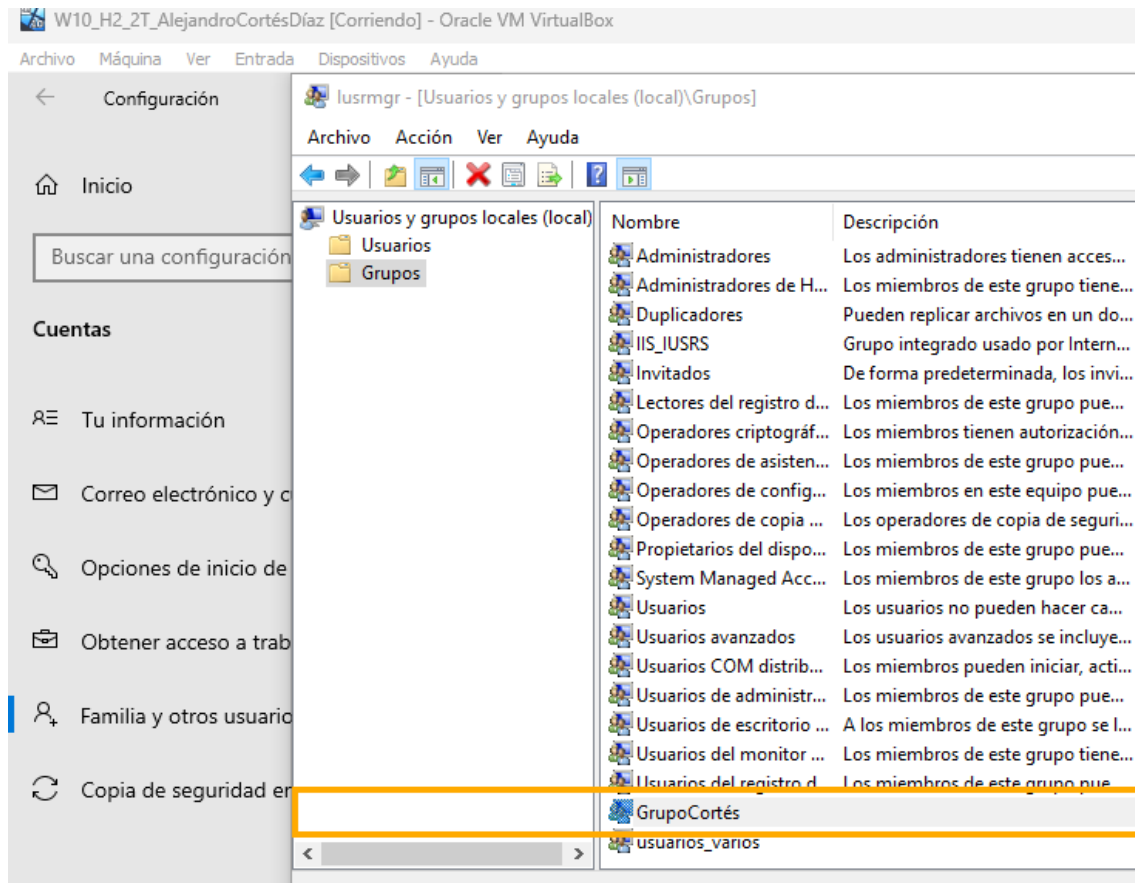 W10_H2_2T_AlejandroCortésDíaz [Corriendo] - Oracle VM VirtualBox
Archivo Máquina Ver Entrada Dispositivos Ayuda
Configuración
Inicio
Buscar una configuración
Cuentas
Tu información
Correo electrónico y c
Opciones de inicio de
Obtener acceso a trab
Familia y otros usuario
Copia de seguridad en
lusrmgr - [Usuarios y grupos locales (local)\Grupos]
Archivo Acción Ver Ayuda
Usuarios y grupos locales (local)
Usuarios
Grupos
Nombre Descripción
Administradores Los administradores tienen acces...
Administradores de H... Los miembros de este grupo tiene...
Duplicadores Pueden replicar archivos en un do...
IIS_IUSRS Grupo integrado usado por Intern...
Invitados De forma predeterminada, los invi...
Lectores del registro d... Los miembros de este grupo pue...
Operadores criptográf... Los miembros tienen autorización...
Operadores de asisten... Los miembros de este grupo pue...
Operadores de config... Los miembros en este equipo pue...
Operadores de copia ... Los operadores de copia de seguri...
Propietarios del dispo... Los miembros de este grupo pue...
System Managed Acc... Los miembros de este grupo los a...
Usuarios Los usuarios no pueden hacer ca...
Usuarios avanzados Los usuarios avanzados se incluye...
Usuarios COM distrib... Los miembros pueden iniciar, acti...
Usuarios de administr... Los miembros de este grupo pue...
Usuarios de escritorio ... A los miembros de este grupo se l...
Usuarios del monitor ... Los miembros de este grupo tiene...
Usuarios del registro d... Los miembros de este grupo pue...
GrupoCortés
usuarios_varios